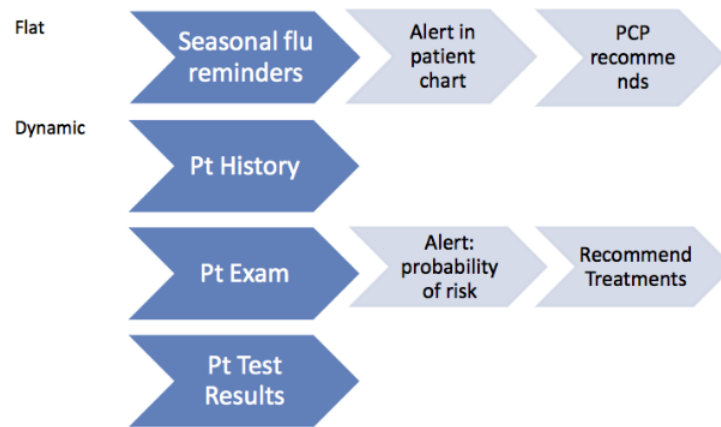 Flat
Seasonal flu
reminders
Alert in
patient
chart
PCP
recomme
nds
Dynamic
Pt History
Pt Exam
Alert:
probability
of risk
Recommend
Treatments
Pt Test
Results